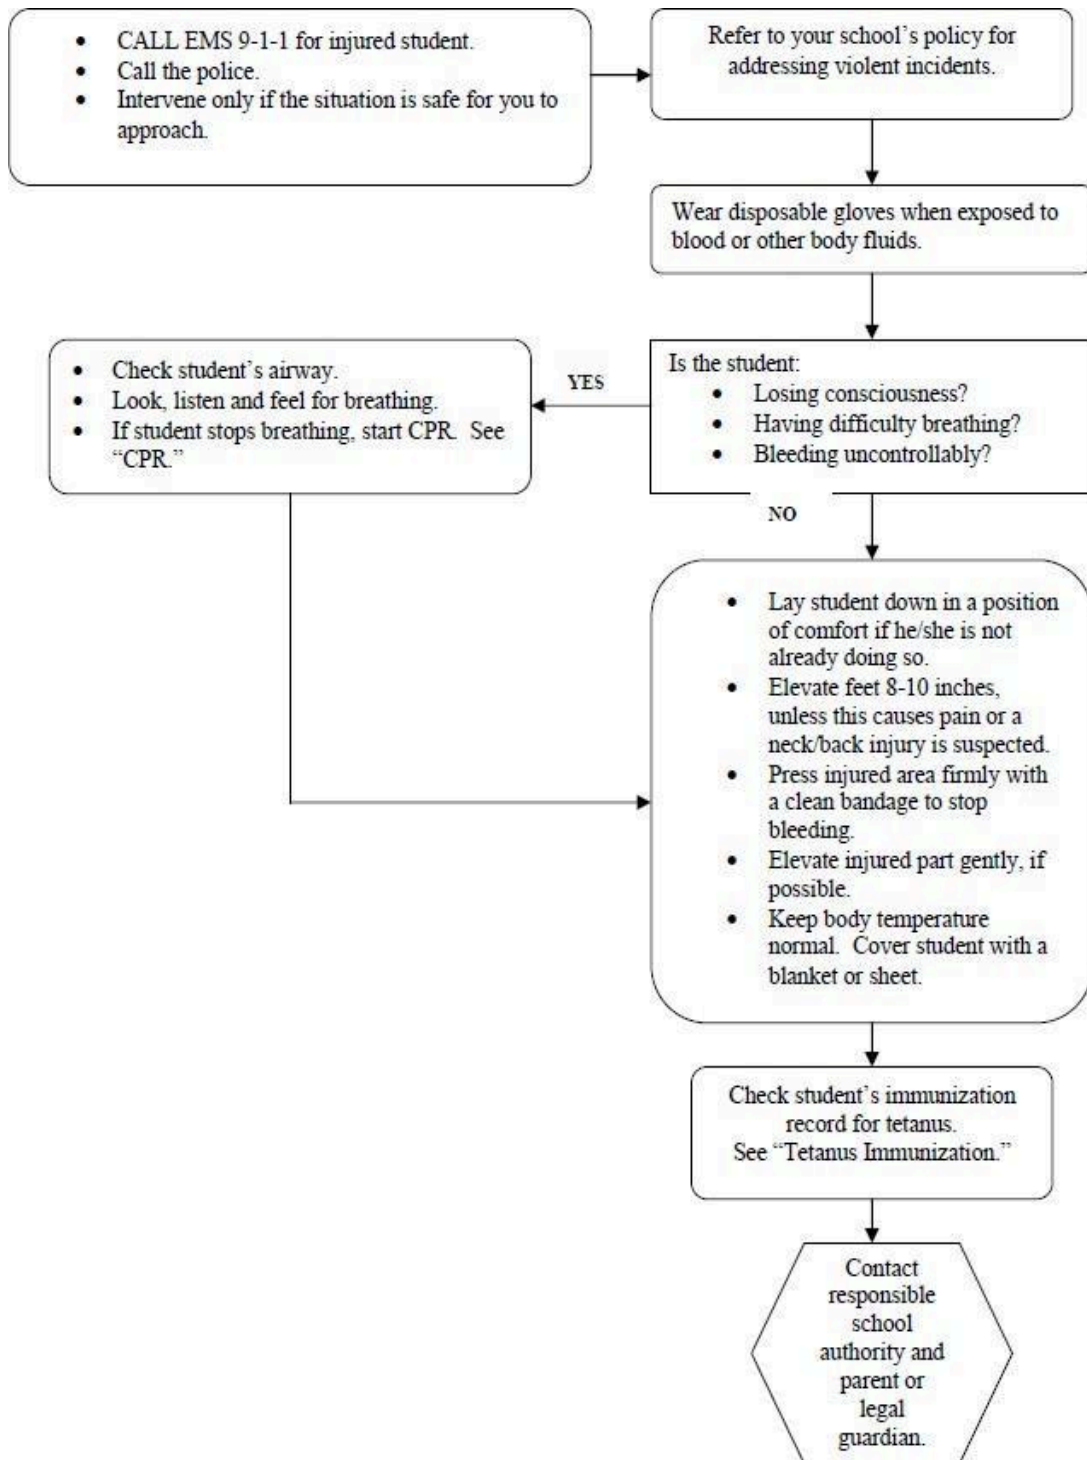 • CALL EMS 9-1-1 for injured student.
• Call the police.
• Intervene only if the situation is safe for you to
approach.
Refer to your school’s policy for
addressing violent incidents.
Wear disposable gloves when exposed to
blood or other body fluids.
Is the student:
• Losing consciousness?
• Having difficulty breathing?
• Bleeding uncontrollably?
YES
• Check student’s airway.
• Look, listen and feel for breathing.
• If student stops breathing, start CPR. See
“CPR.”
NO
• Lay student down in a position
of comfort if he/she is not
already doing so.
• Elevate feet 8-10 inches,
unless this causes pain or a
neck/back injury is suspected.
• Press injured area firmly with
a clean bandage to stop
bleeding.
• Elevate injured part gently, if
possible.
• Keep body temperature
normal. Cover student with a
blanket or sheet.
Check student’s immunization
record for tetanus.
See “Tetanus Immunization.”
Contact
responsible
school
authority and
parent or
legal
guardian.